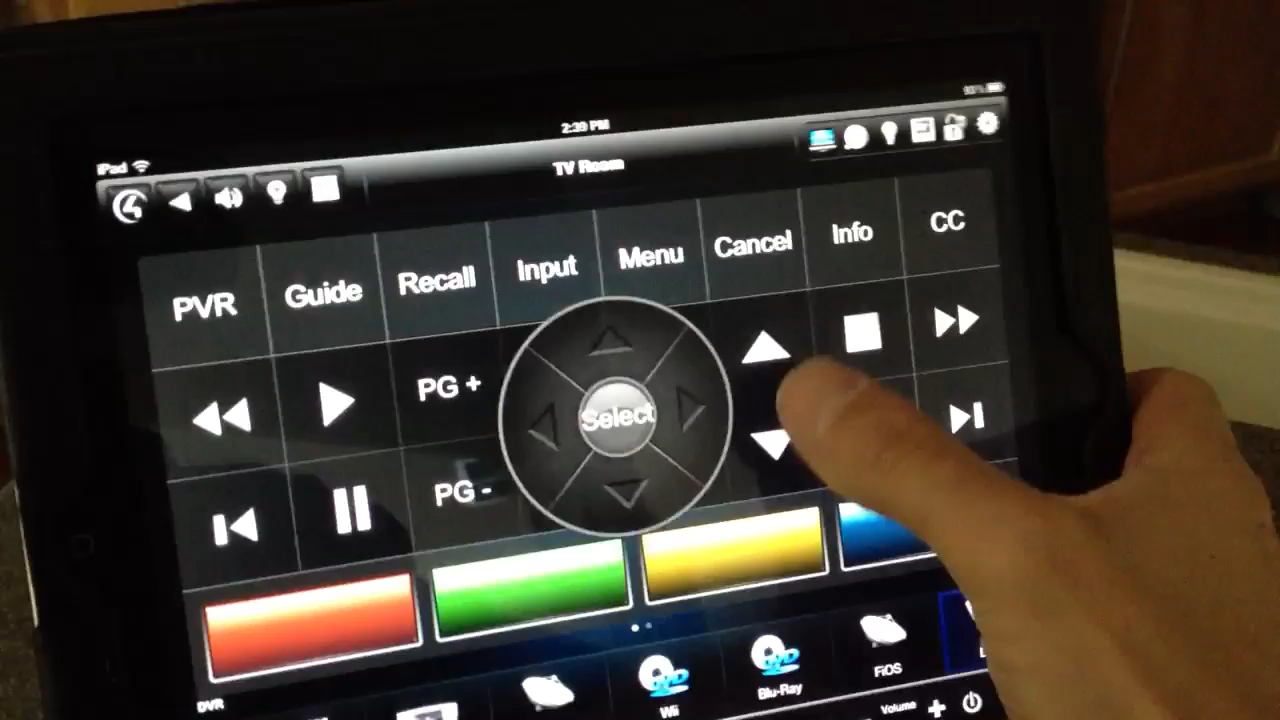 2:39 PM
iPad
TV Room
PVR Guide Recall Input Menu Cancel Info CC
PG +
Select
PG -
DVR
Wii
Blu-Ray
FiOS
Volume